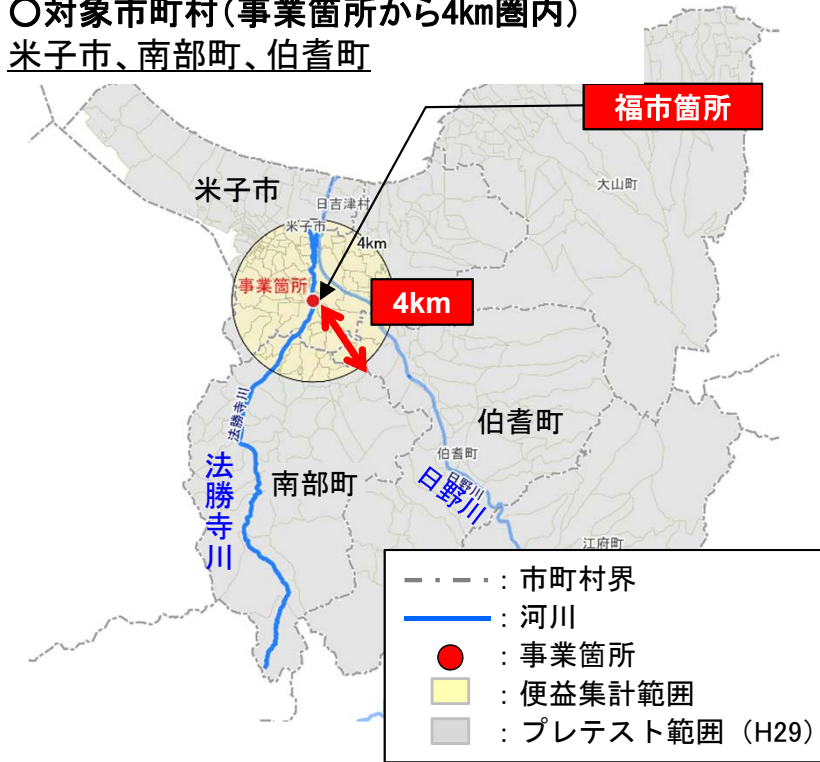 〇対象市町村(事業箇所から4km圏内)
米子市、南部町、伯耆町
福市箇所
大山町
米子市
日吉津村
米子市
4km
事業箇所
4km
法勝寺川
伯耆町
伯耆町
日野川
日野川
法勝寺川
南部町
江府町
:市町村界
:河川
:事業箇所
:便益集計範囲
:プレテスト範囲(H29)